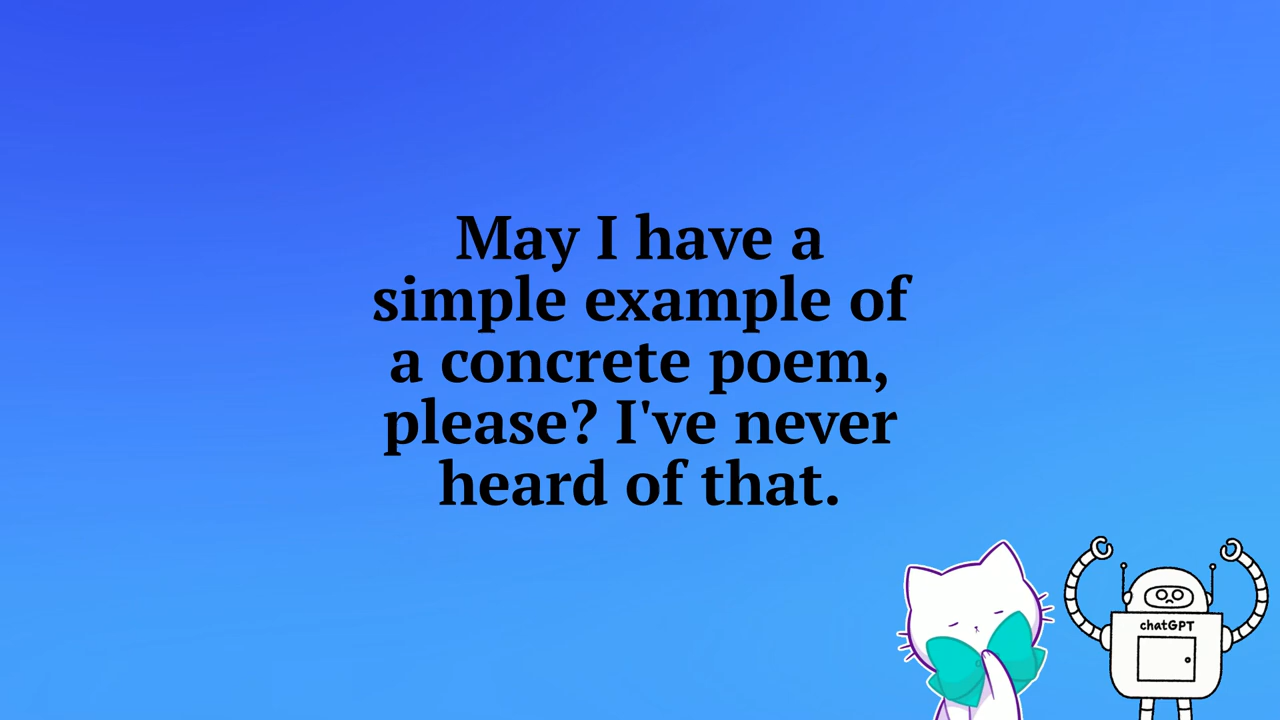 May I have a
simple example of
a concrete poem,
please? I've never
heard of that.
chatGPT